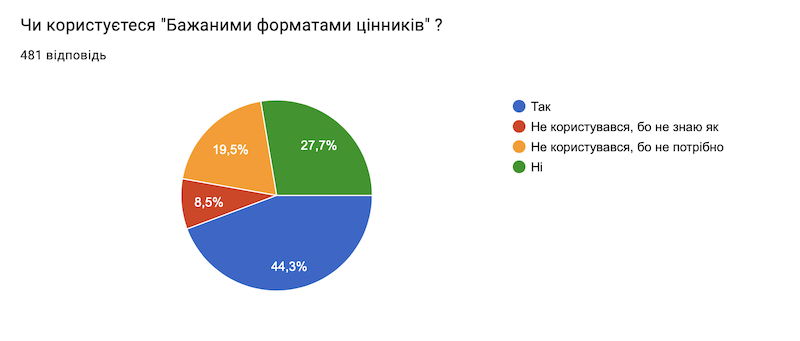 Чи користуєтеся "Бажаними форматами цінників" ?
481 відповідь
Так
Не користувався, бо не знаю як
Не користувався, бо не потрібно
Ні
27,7%
19,5%
8,5%
44,3%